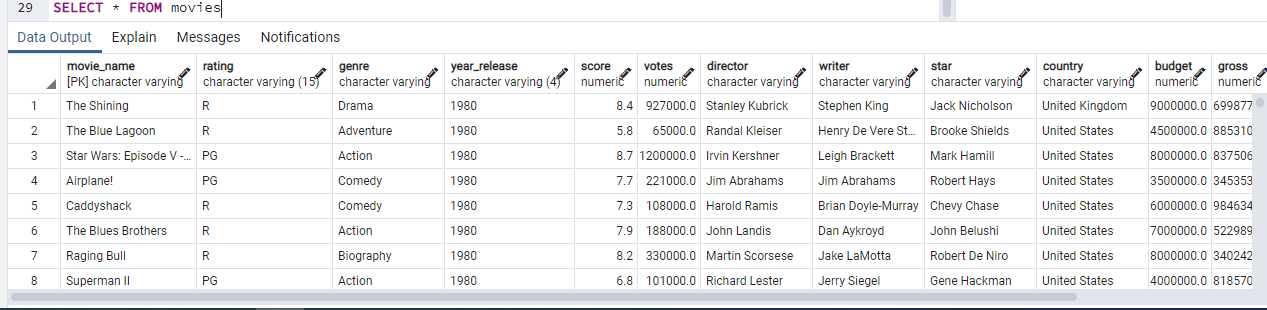 29 SELECT * FROM movies
Data Output Explain Messages Notifications
movie_name rating genre year_release score votes director writer star country budget gross
[PK] character varying character varying (15) character varying character varying (4) numeric numeric character varying character varying character varying character varying numeric numeric
1 The Shining R Drama 1980 8.4 927000.0 Stanley Kubrick Stephen King Jack Nicholson United Kingdom 9000000.0 699877
2 The Blue Lagoon R Adventure 1980 5.8 65000.0 Randal Kleiser Henry De Vere St... Brooke Shields United States 4500000.0 885310
3 Star Wars: Episode V -... PG Action 1980 8.7 1200000.0 Irvin Kershner Leigh Brackett Mark Hamill United States 8000000.0 837506
4 Airplane! PG Comedy 1980 7.7 221000.0 Jim Abrahams Jim Abrahams Robert Hays United States 3500000.0 345353
5 Caddyshack R Comedy 1980 7.3 108000.0 Harold Ramis Brian Doyle-Murray Chevy Chase United States 6000000.0 984634
6 The Blues Brothers R Action 1980 7.9 188000.0 John Landis Dan Aykroyd John Belushi United States 7000000.0 522989
7 Raging Bull R Biography 1980 8.2 330000.0 Martin Scorsese Jake LaMotta Robert De Niro United States 8000000.0 340242
8 Superman II PG Action 1980 6.8 101000.0 Richard Lester Jerry Siegel Gene Hackman United States 4000000.0 818570